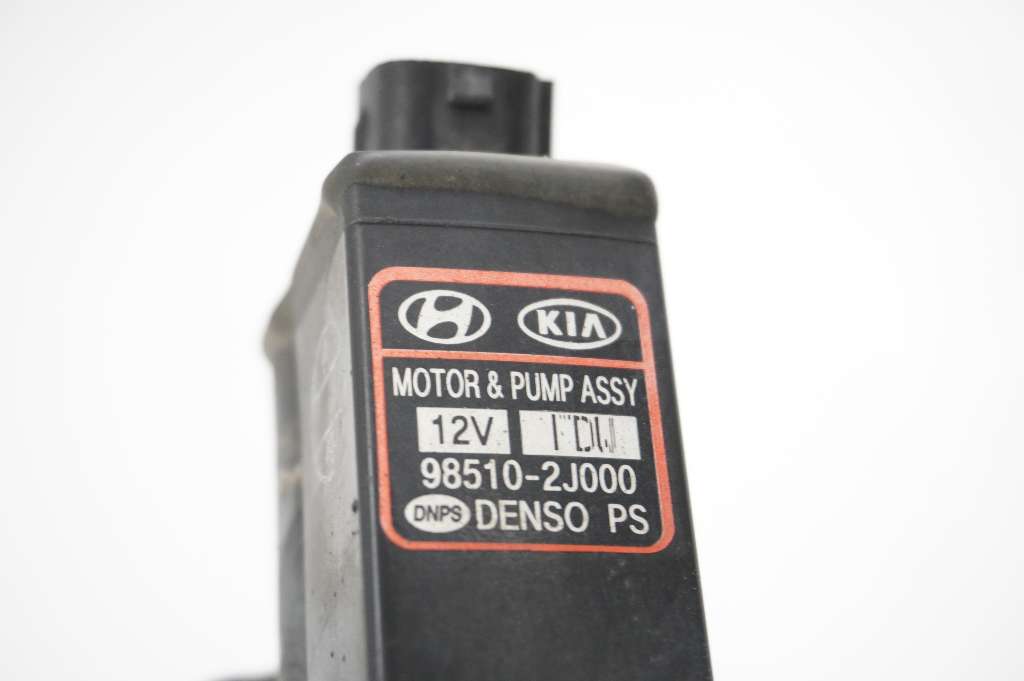 KIA
MOTOR & PUMP ASSY
12V
98510-2J000
DNPS DENSO PS